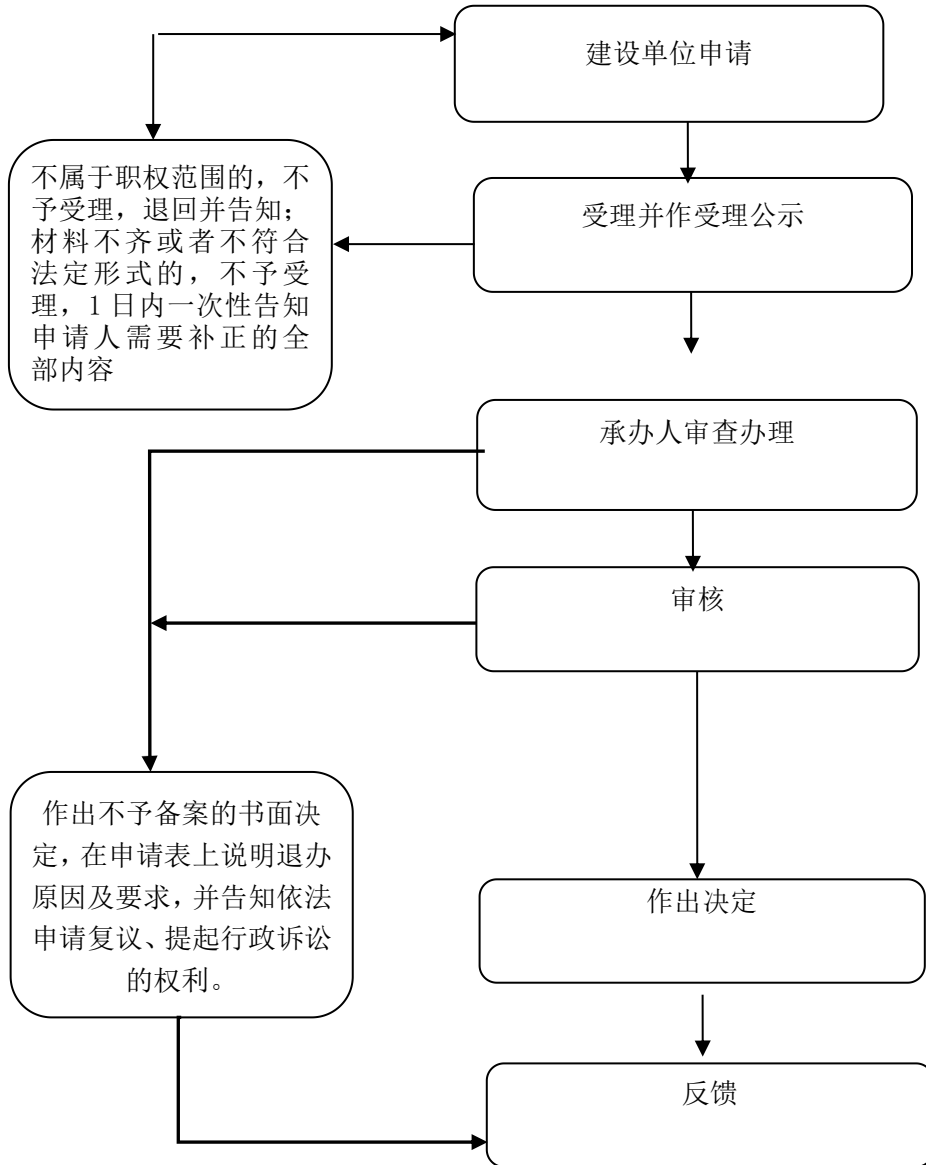 建设单位申请
不属于职权范围的，不
予受理，退回并告知；
材料不齐或者不符合
法定形式的，不予受
理，1日内一次性告知
申请人需要补正的全
部内容
受理并作受理公示
承办人审查办理
审核
作出不予备案的书面决
定，在申请表上说明退办
原因及要求，并告知依法
申请复议、提起行政诉讼
的权利。
作出决定
反馈